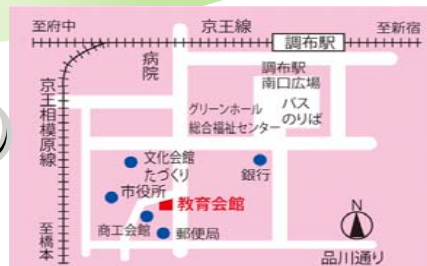 至府中
京王線
至新宿
調布駅
病院
調布駅
南口広場
バス
のりば
京王相模原線
グリーンホール
総合福祉センター
文化会館
たづくり
銀行
市役所
教育会館
至橋本
商工会館
郵便局
N
品川通り